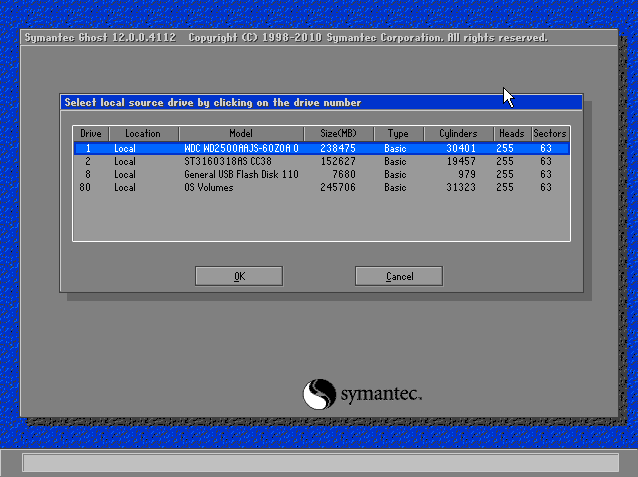 Symantec Ghost 12.0.0.4112 Copyright (C) 1998-2010 Symantec Corporation. All rights reserved.
Select local source drive by clicking on the drive number
Drive Location Model Size(MB) Type Cylinders Heads Sectors
1 Local WDC WD2500AAJS-60Z0A 0 238475 Basic 30401 255 63
2 Local ST3160318AS CC38 152627 Basic 19457 255 63
8 Local General USB Flash Disk 110 7680 Basic 979 255 63
80 Local OS Volumes 245706 Basic 31323 255 63
OK Cancel
symantec.